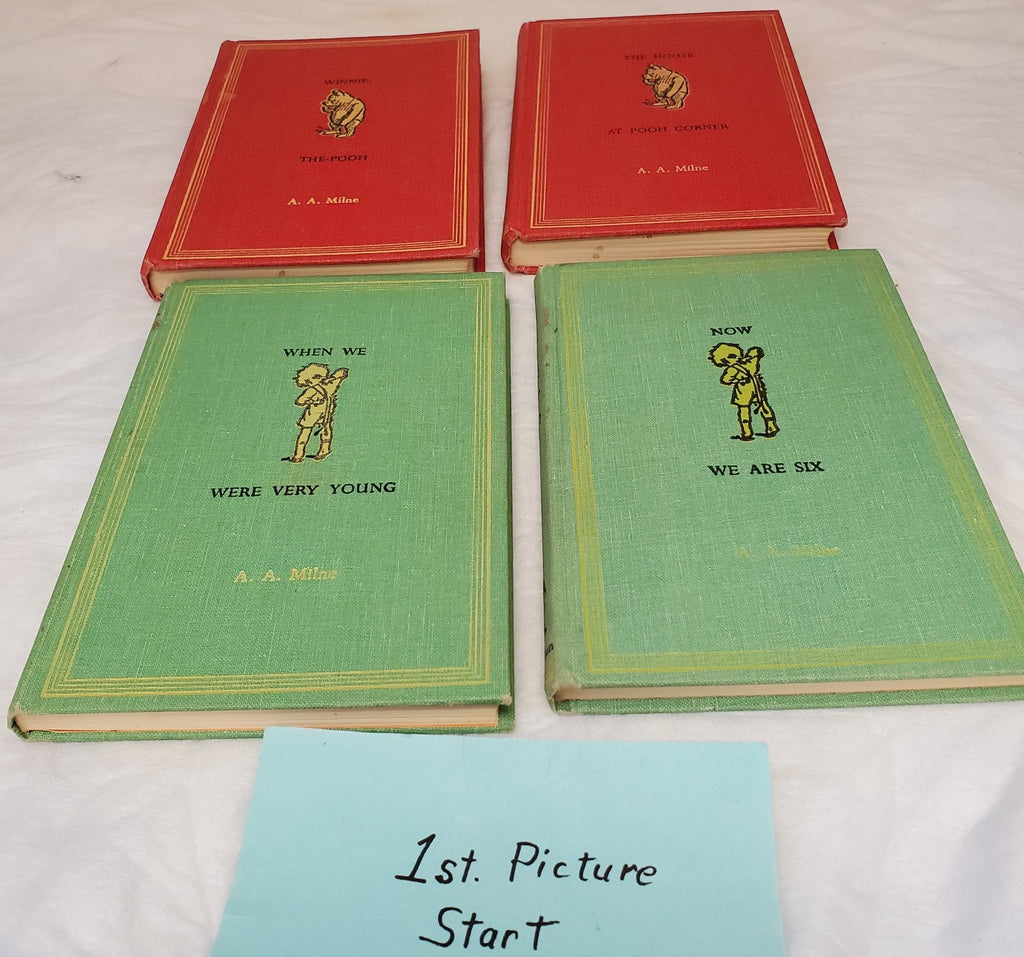 WINNIE-
THE-POOH
A. A. Milne
THE HOUSE
AT POOH CORNER
A. A. Milne
WHEN WE
WERE VERY YOUNG
A. A. Milne
NOW
WE ARE SIX
A. A. Milne
1st. Picture
Start